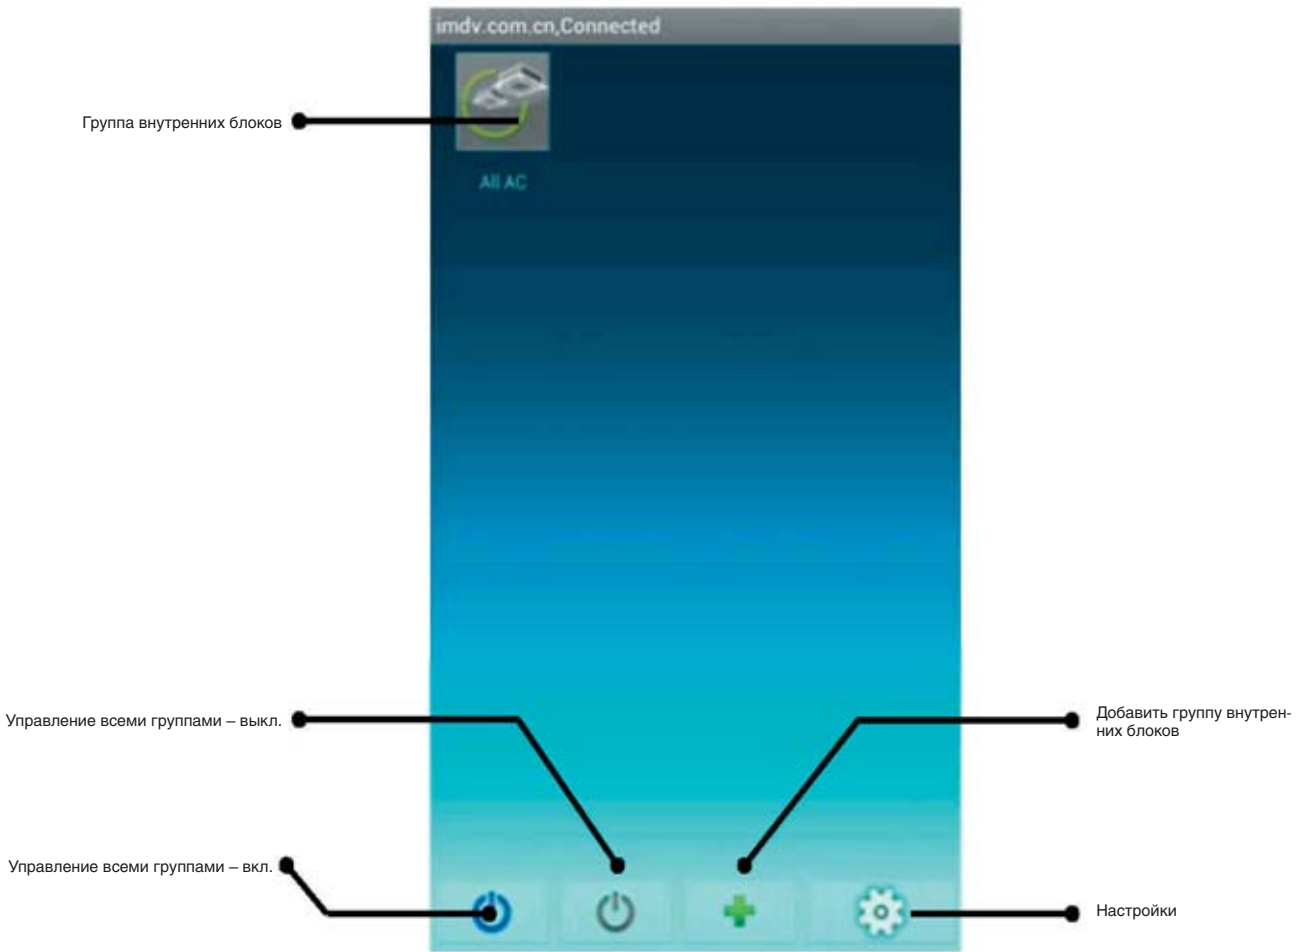 imdv.com.cn,Connected
Группа внутренних блоков
All AC
Управление всеми группами – выкл.
Добавить группу внутрен-
них блоков
Управление всеми группами – вкл.
Настройки